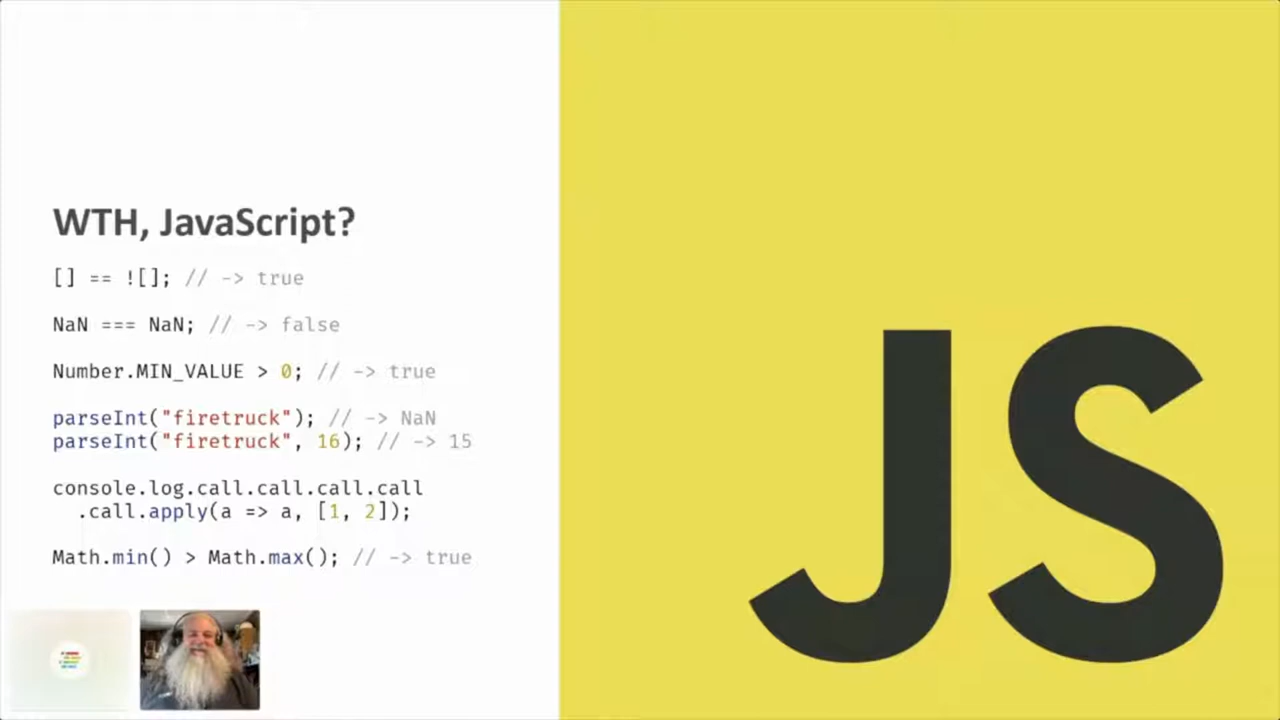 WTH, JavaScript?
[] == ![]; // -> true
NaN === NaN; // -> false
Number.MIN_VALUE > 0; // -> true
parseInt("firetruck"); // -> NaN
parseInt("firetruck", 16); // -> 15
console.log.call.call.call.call
.call.apply(a => a, [1, 2]);
Math.min() > Math.max(); // -> true
JS